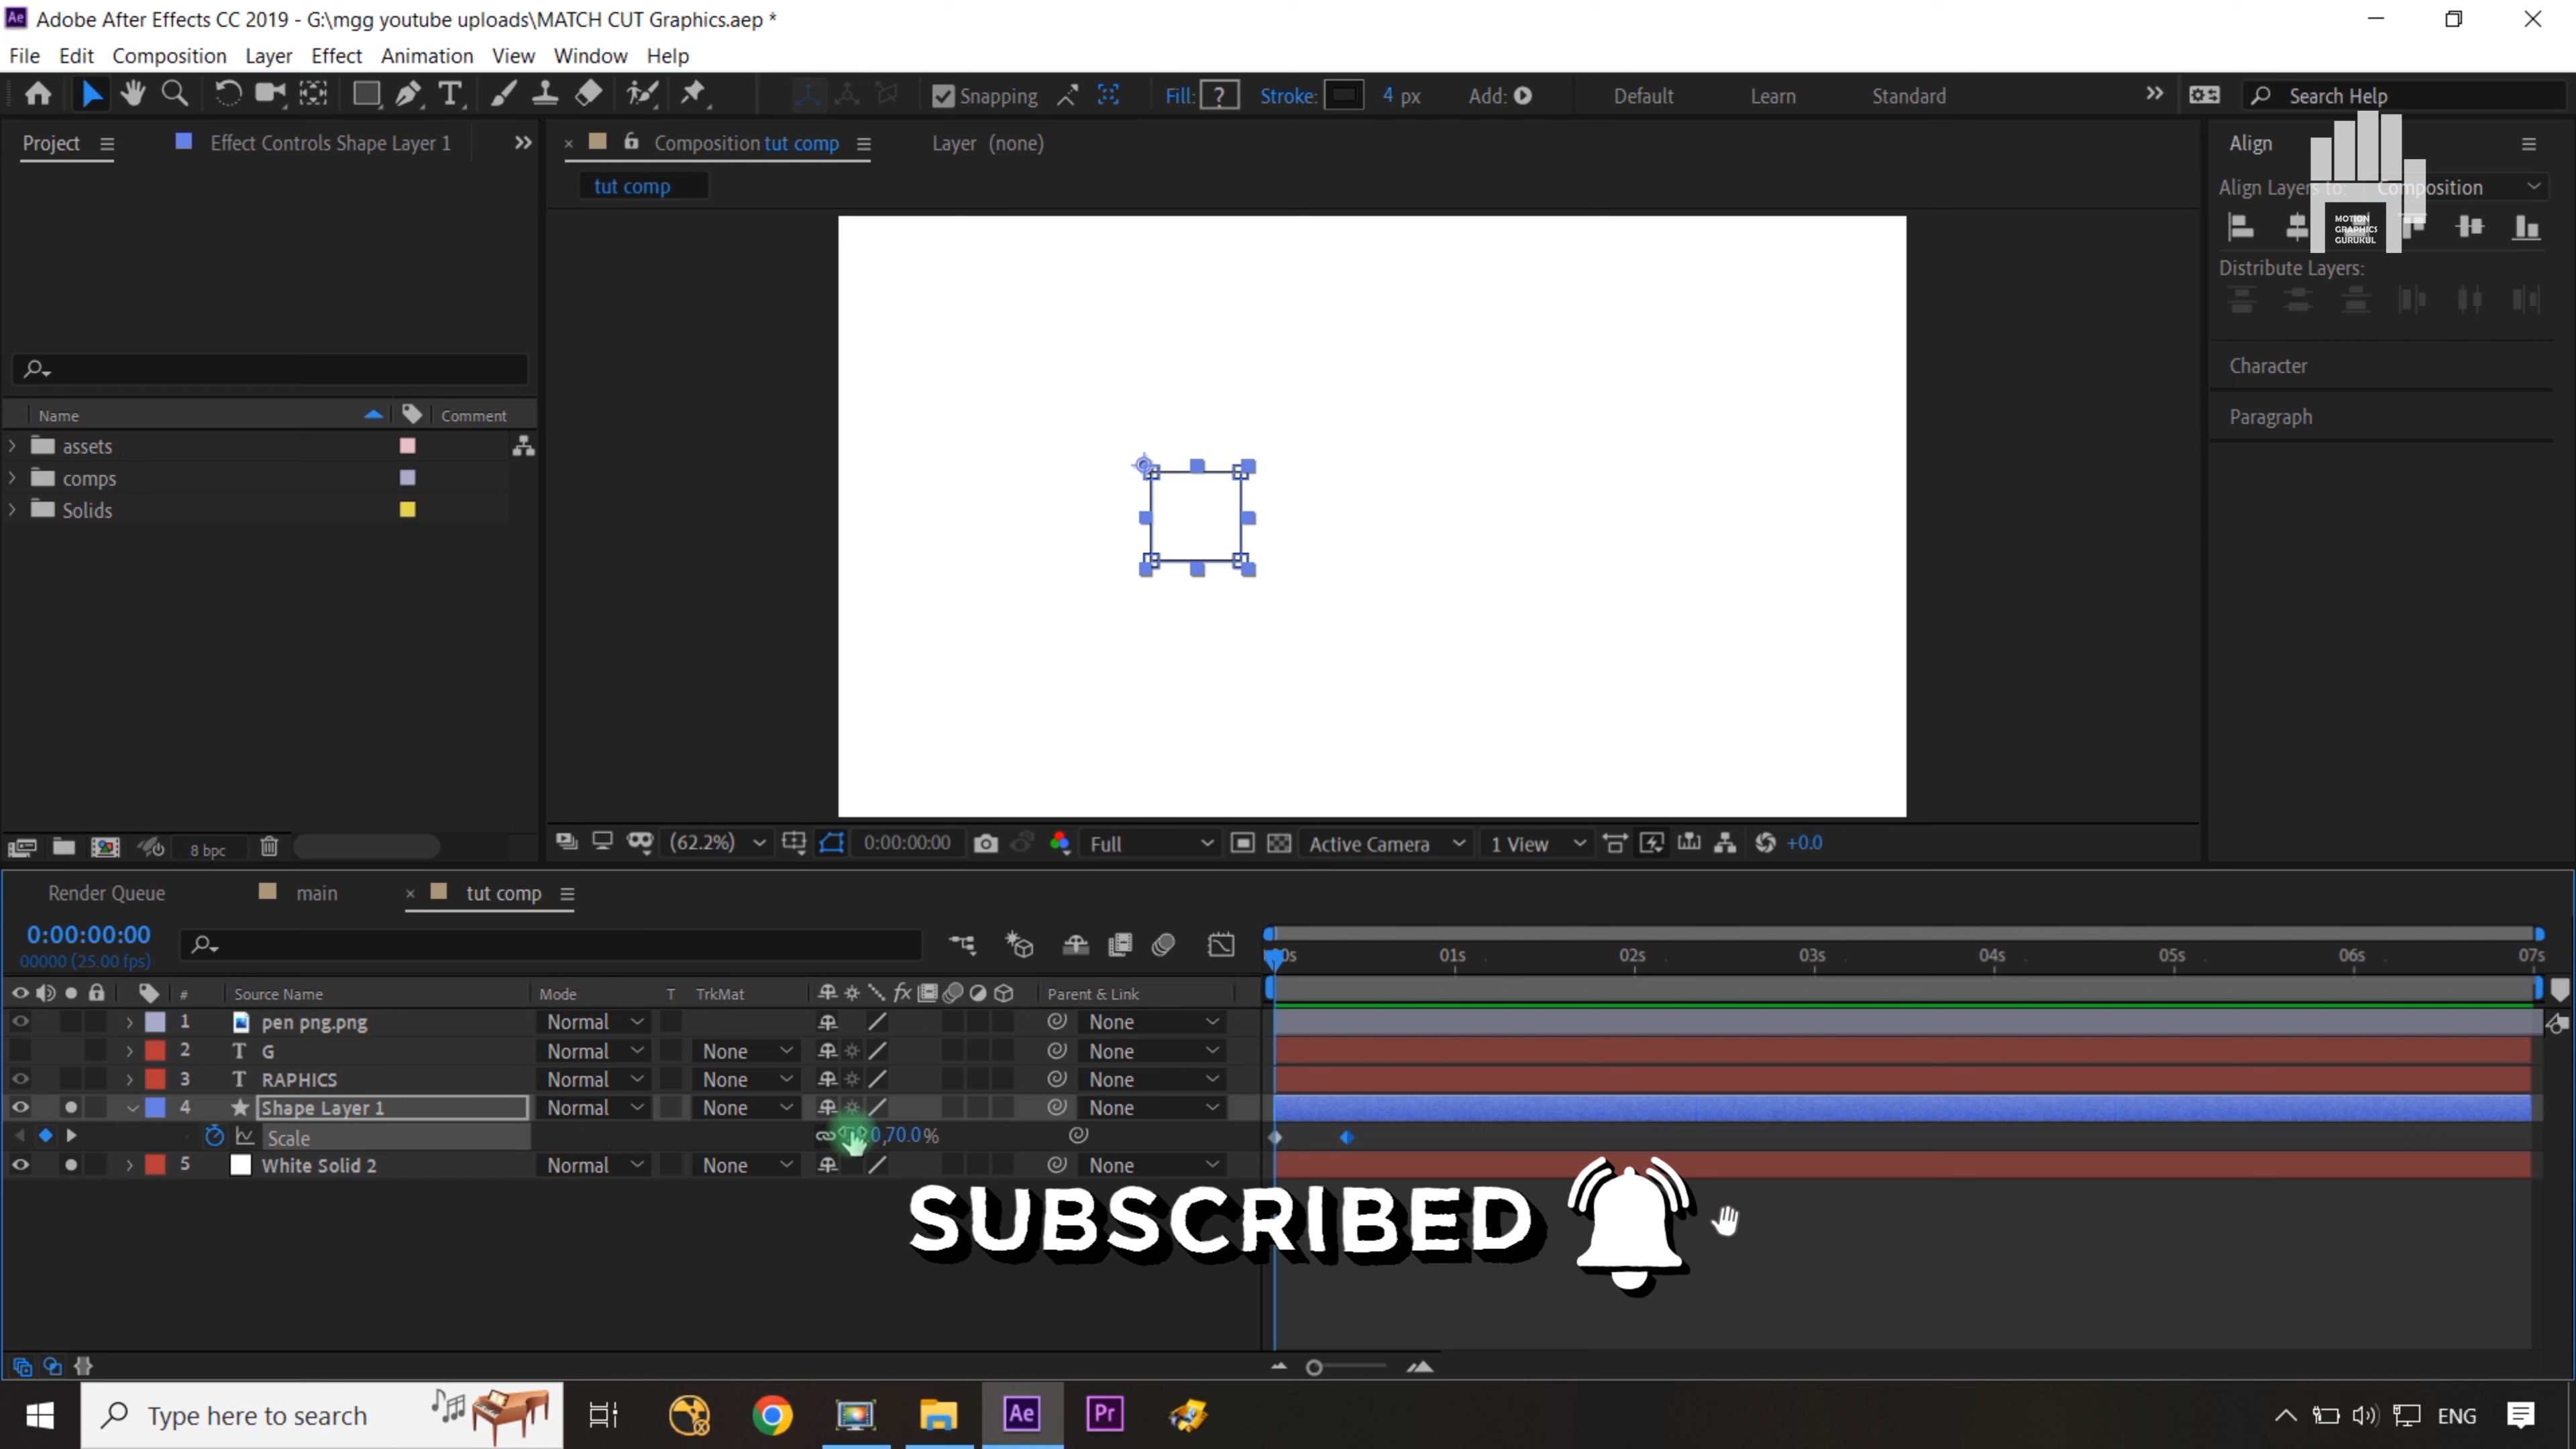 Adobe After Effects CC 2019 - G:\mgg youtube uploads\MATCH CUT Graphics.aep *
File Edit Composition Layer Effect Animation View Window Help
Snapping Fill: ? Stroke: 4 px Add: Default Learn Standard Search Help
Project Effect Controls Shape Layer 1 Composition tut comp Layer (none) Align
tut comp
Align Layers to: Composition
MOTION
GRAPHICS
GURUKUL
Distribute Layers:
Character
Paragraph
Name Comment
assets
comps
Solids
8 bpc (62.2%) 0:00:00:00 Full Active Camera 1 View +0.0
Render Queue main tut comp
0:00:00:00
00000 (25.00 fps)
01s 02s 03s 04s 05s 06s 07s
# Source Name Mode T TrkMat fx Parent & Link
1 pen png.png Normal None
2 T G Normal None None
3 T RAPHICS Normal None None
4 Shape Layer 1 Normal None None
Scale 0,70.0%
5 White Solid 2 Normal None None
SUBSCRIBED
Type here to search Ae Pr ENG